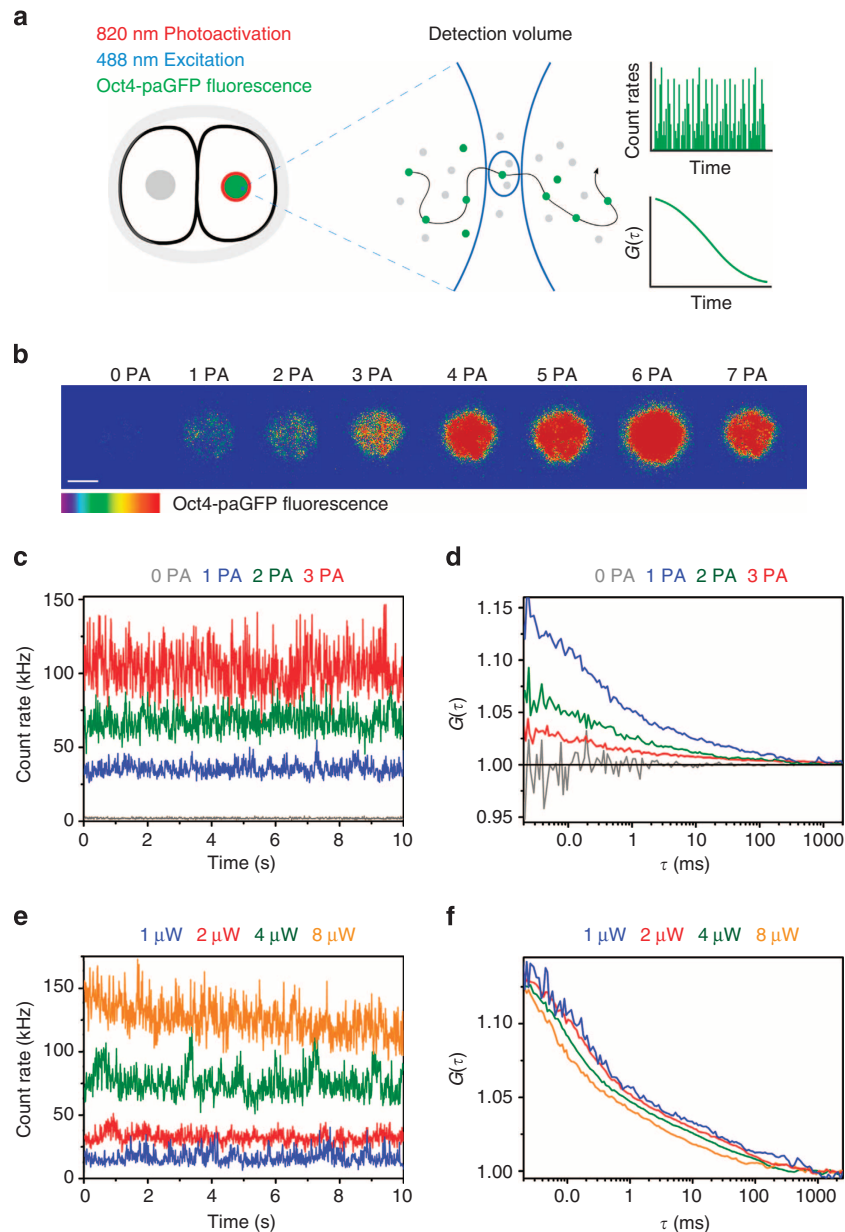 a
820 nm Photoactivation
488 nm Excitation
Oct4-paGFP fluorescence
Detection volume
Count rates
Time
G(τ)
Time
b
0 PA 1 PA 2 PA 3 PA 4 PA 5 PA 6 PA 7 PA
Oct4-paGFP fluorescence
c
0 PA 1 PA 2 PA 3 PA
Count rate (kHz)
150
100
50
0
0 2 4 6 8 10
Time (s)
d
0 PA 1 PA 2 PA 3 PA
G(τ)
1.15
1.10
1.05
1.00
0.95
0.0 1 10 100 1000
τ (ms)
e
1 μW 2 μW 4 μW 8 μW
Count rate (kHz)
150
100
50
0
0 2 4 6 8 10
Time (s)
f
1 μW 2 μW 4 μW 8 μW
G(τ)
1.10
1.05
1.00
0.0 1 10 100 1000
τ (ms)